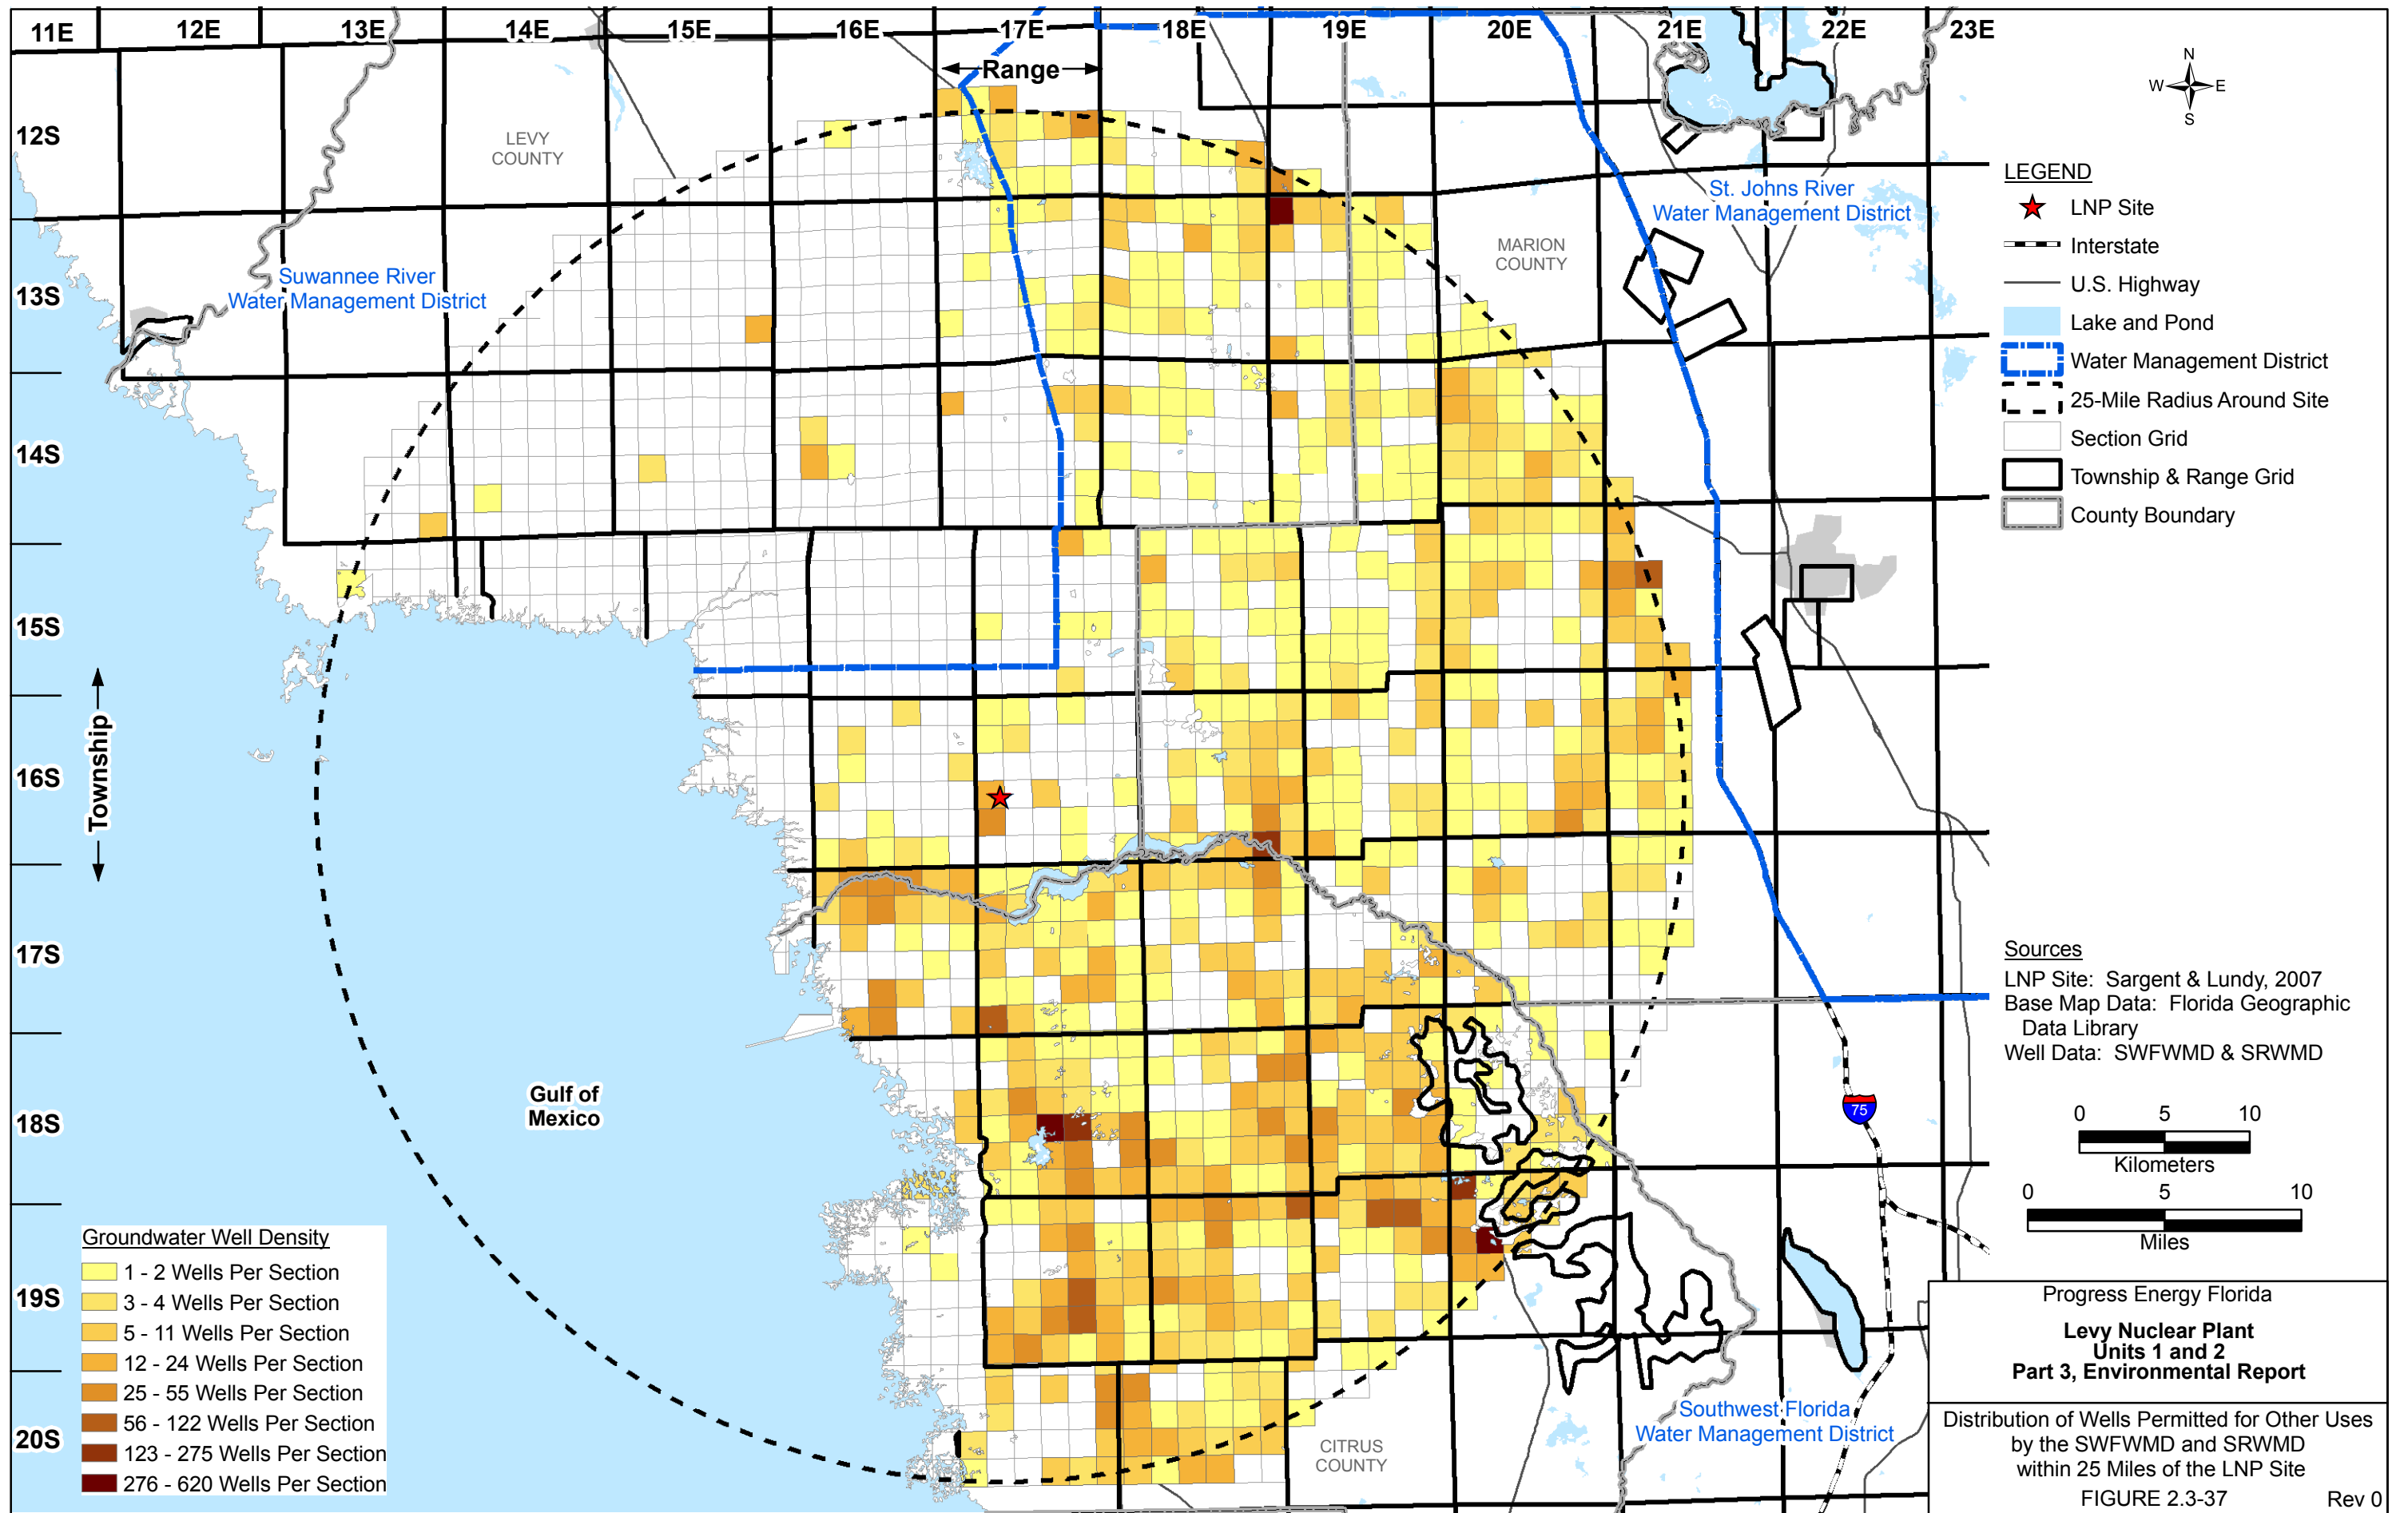 11E 12E 13E 14E 15E 16E 17E 18E 19E 20E 21E 22E 23E
Range
12S
13S
14S
15S
16S
17S
18S
19S
20S
Township
LEVY
COUNTY
MARION
COUNTY
CITRUS
COUNTY
Suwannee River
Water Management District
St. Johns River
Water Management District
Southwest Florida
Water Management District
Gulf of
Mexico
75
Groundwater Well Density
1 - 2 Wells Per Section
3 - 4 Wells Per Section
5 - 11 Wells Per Section
12 - 24 Wells Per Section
25 - 55 Wells Per Section
56 - 122 Wells Per Section
123 - 275 Wells Per Section
276 - 620 Wells Per Section
N
W E
S
LEGEND
LNP Site
Interstate
U.S. Highway
Lake and Pond
Water Management District
25-Mile Radius Around Site
Section Grid
Township & Range Grid
County Boundary
Sources
LNP Site: Sargent & Lundy, 2007
Base Map Data: Florida Geographic
Data Library
Well Data: SWFWMD & SRWMD
0 5 10
Kilometers
0 5 10
Miles
Progress Energy Florida
Levy Nuclear Plant
Units 1 and 2
Part 3, Environmental Report
Distribution of Wells Permitted for Other Uses
by the SWFWMD and SRWMD
within 25 Miles of the LNP Site
FIGURE 2.3-37 Rev 0